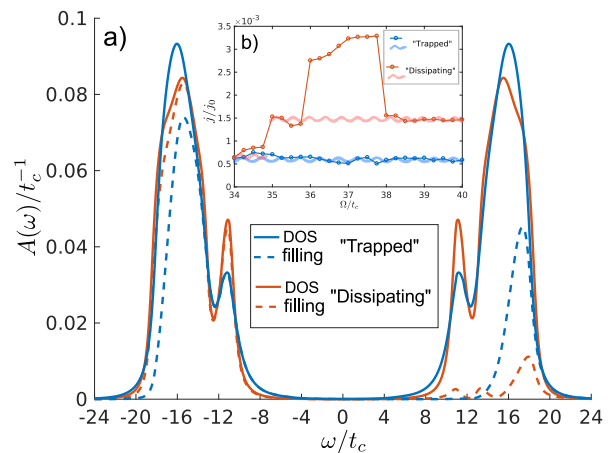 a)
b)
×10⁻³
3.5
3
2.5
2
1.5
1
0.5
0
j/j₀
34 35 36 37 38 39 40
Ω/t_c
"Trapped"
"Dissipating"
0.1
0.08
0.06
0.04
0.02
0
A(ω)/t_c⁻¹
DOS
filling
"Trapped"
DOS
filling
"Dissipating"
-24 -20 -16 -12 -8 -4 0 4 8 12 16 20 24
ω/t_c